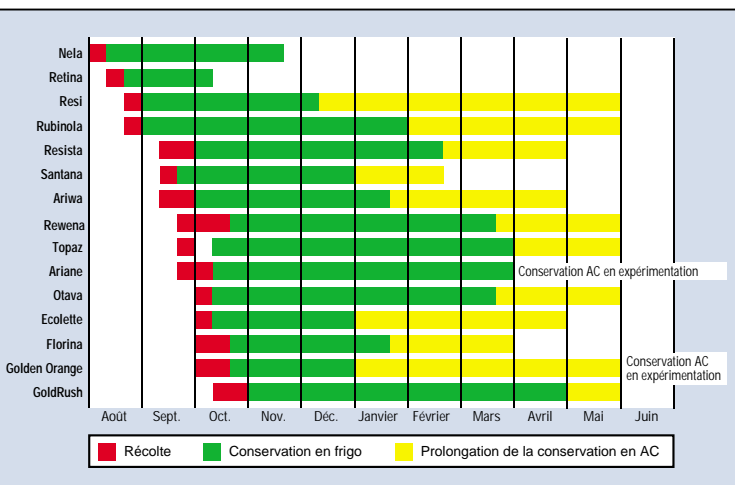 Nela
Retina
Resi
Rubinola
Resista
Santana
Ariwa
Rewena
Topaz
Ariane
Conservation AC en expérimentation
Otava
Ecolette
Florina
Golden Orange
Conservation AC
en expérimentation
GoldRush
Août Sept. Oct. Nov. Déc. Janvier Février Mars Avril Mai Juin
Récolte Conservation en frigo Prolongation de la conservation en AC